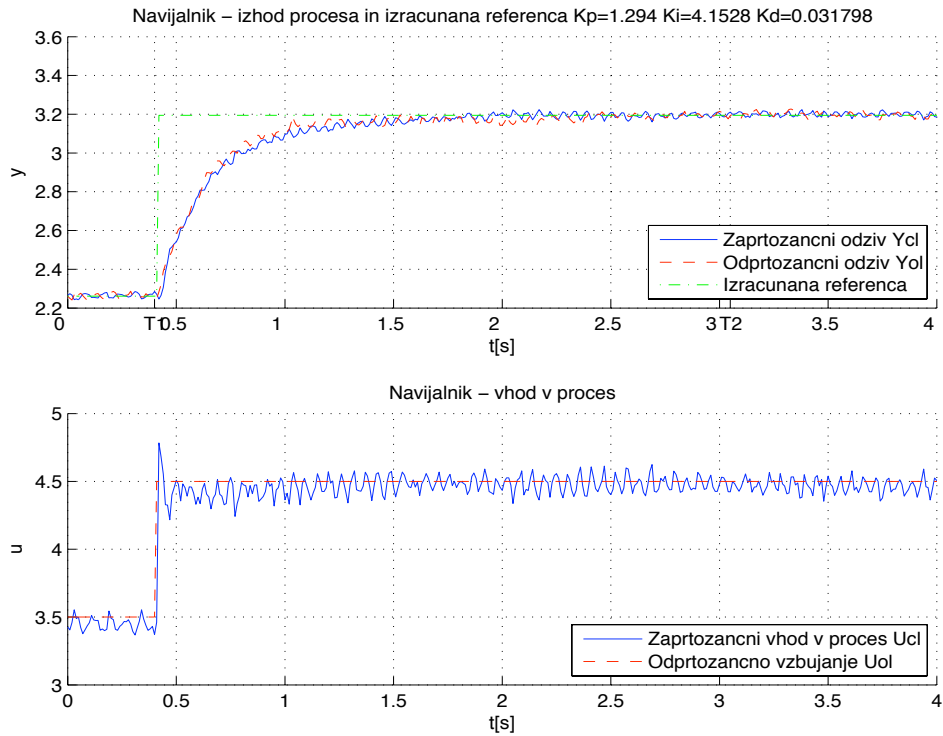 Navijalnik – izhod procesa in izracunana referenca Kp=1.294 Ki=4.1528 Kd=0.031798
3.6
3.4
3.2
3
2.8
2.6
2.4
2.2
y
Zaprtozancni odziv Ycl
Odprtozancni odziv Yol
Izracunana referenca
0 T1 0.5 1 1.5 2 2.5 3 T2 3.5 4
t[s]
Navijalnik – vhod v proces
5
4.5
4
3.5
3
u
Zaprtozancni vhod v proces Ucl
Odprtozancno vzbujanje Uol
0 0.5 1 1.5 2 2.5 3 3.5 4
t[s]